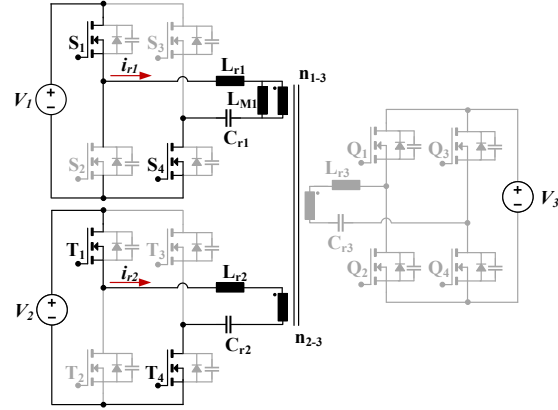 S1
S3
ir1
Lr1
n1-3
V1
LM1
Cr1
S2
S4
Q1
Q3
Lr3
V3
Cr3
T1
T3
ir2
Lr2
Q2
Q4
V2
Cr2
n2-3
T2
T4